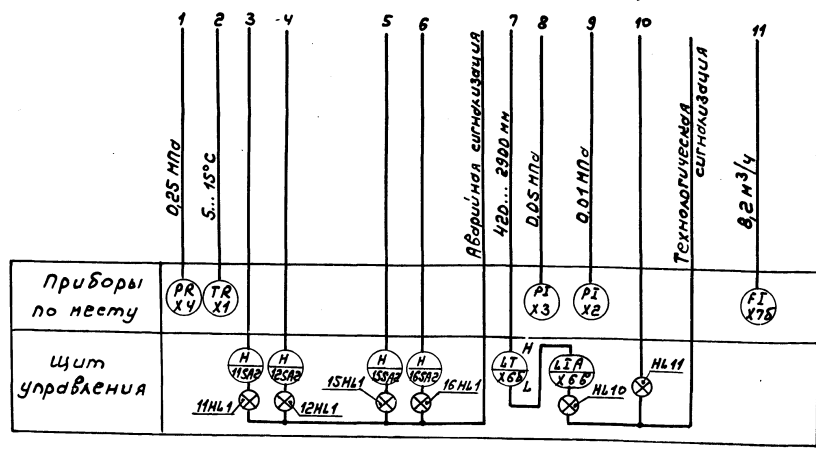 1 2 3 4 5 6 7 8 9 10 11
0,25 МПа
5...15°С
Аварийная сигнализация
420...2900 мм
0,05 МПа
0,01 МПа
Технологическая
сигнализация
8,2 м³/ч
Приборы
по месту
PR
X4
TR
X1
PI
X3
PI
X2
FI
X7б
Щит
управления
H
11SA2
H
12SA2
H
15SA2
H
16SA2
LT
X6б
H
L
LIA
X6в
11HL1
12HL1
15HL1
16HL1
HL10
HL11